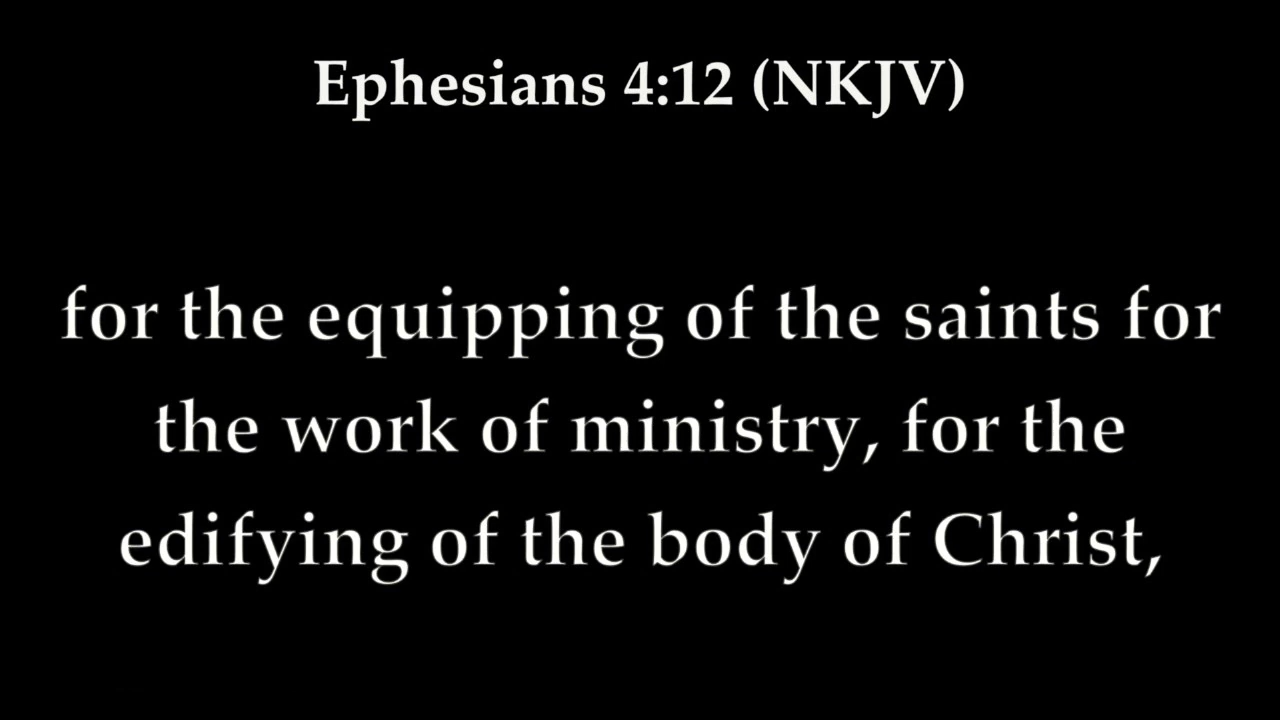 Ephesians 4:12 (NKJV)
for the equipping of the saints for
the work of ministry, for the
edifying of the body of Christ,